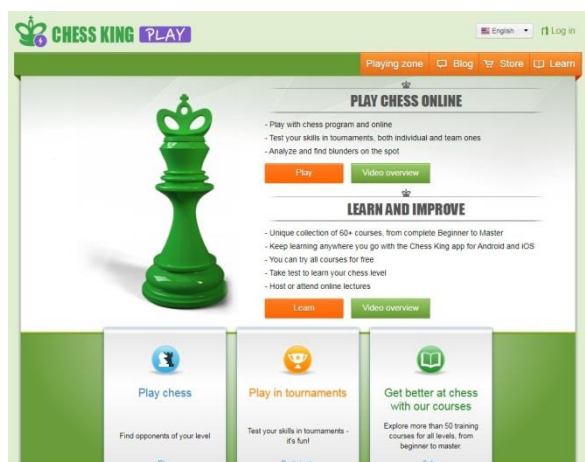 CHESS KING PLAY
English
Log in
Playing zone Blog Store Learn
PLAY CHESS ONLINE
- Play with chess program and online
- Test your skills in tournaments, both individual and team ones
- Analyze and find blunders on the spot
Play Video overview
LEARN AND IMPROVE
- Unique collection of 60+ courses, from complete Beginner to Master
- Keep learning anywhere you go with the Chess King app for Android and iOS
- You can try all courses for free
- Take test to learn your chess level
- Host or attend online lectures
Learn Video overview
Play chess
Find opponents of your level
Play in tournaments
Test your skills in tournaments -
it's fun!
Get better at chess
with our courses
Explore more than 50 training
courses for all levels, from
beginner to master.